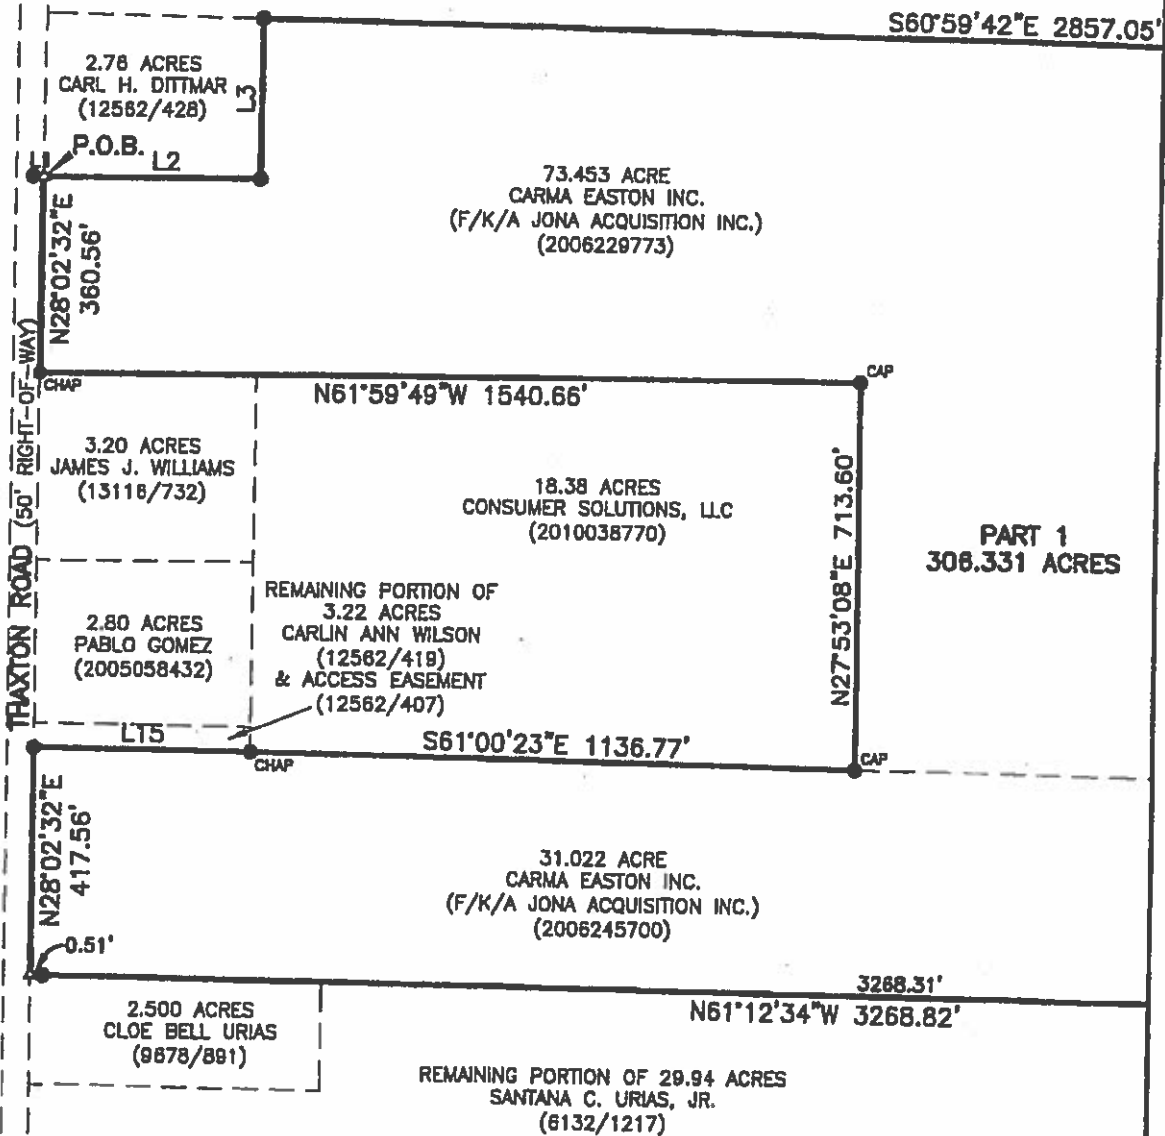 S60°59'42"E 2857.05'
2.78 ACRES
CARL H. DITTMAR
(12562/428)
L3
P.O.B.
L1
L2
73.453 ACRE
CARMA EASTON INC.
(F/K/A JONA ACQUISITION INC.)
(2006229773)
N28°02'32"E
360.56'
CHAP
CAP
N61°59'49"W 1540.66'
3.20 ACRES
JAMES J. WILLIAMS
(13116/732)
18.38 ACRES
CONSUMER SOLUTIONS, LLC
(2010038770)
N27°53'08"E 713.60'
PART 1
306.331 ACRES
THAXTON ROAD (50' RIGHT-OF-WAY)
2.80 ACRES
PABLO GOMEZ
(2005058432)
REMAINING PORTION OF
3.22 ACRES
CARLIN ANN WILSON
(12562/419)
& ACCESS EASEMENT
(12562/407)
L15
CHAP
S61°00'23"E 1136.77'
CAP
N28°02'32"E
417.56'
31.022 ACRE
CARMA EASTON INC.
(F/K/A JONA ACQUISITION INC.)
(2006245700)
0.51'
3268.31'
N61°12'34"W 3268.82'
2.500 ACRES
CLOE BELL URIAS
(9678/891)
REMAINING PORTION OF 29.94 ACRES
SANTANA C. URIAS, JR.
(6132/1217)